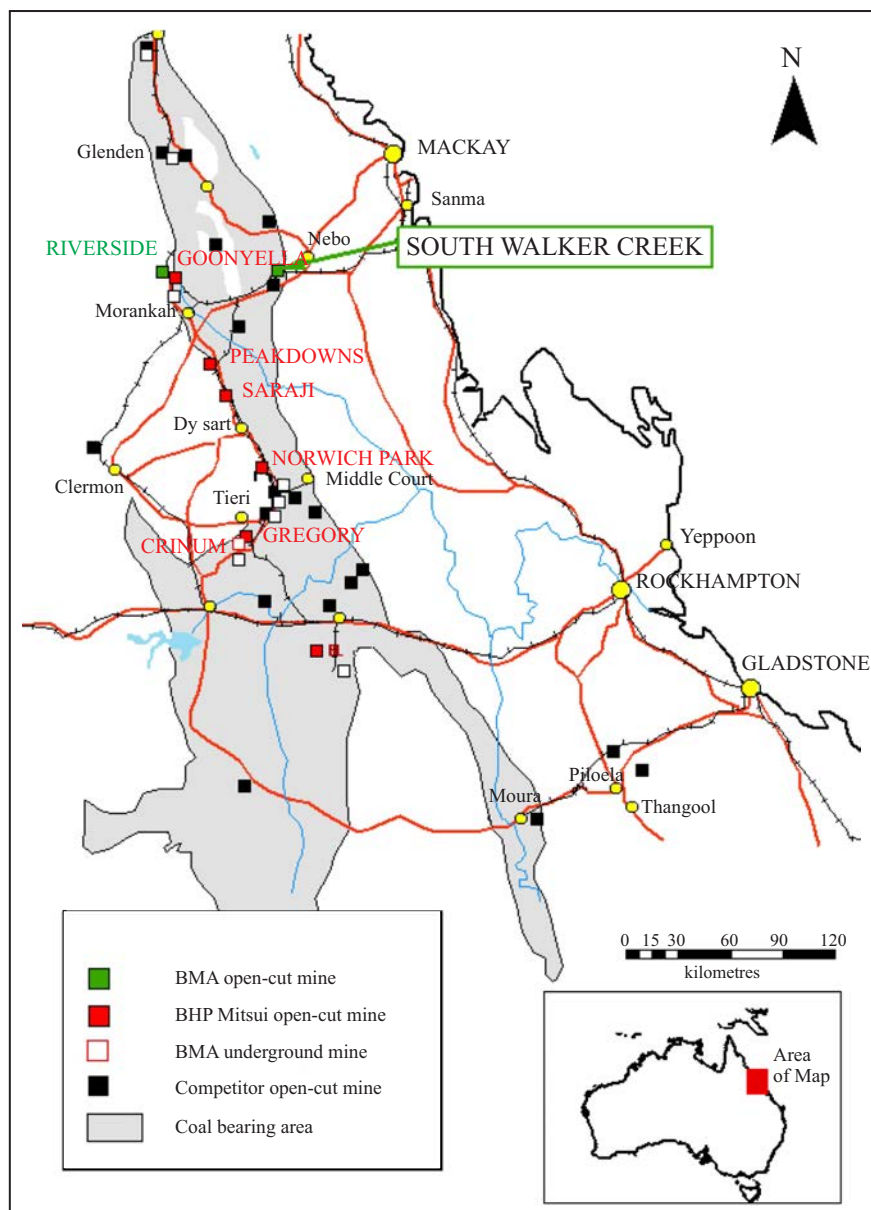 N
MACKAY
Glenden
Sanma
Nebo
RIVERSIDE
GOONYELLA
SOUTH WALKER CREEK
Morankah
PEAKDOWNS
SARAJI
Dy sart
NORWICH PARK
Middle Court
Clermon
Tieri
CRINUM
GREGORY
Yeppoon
ROCKHAMPTON
GLADSTONE
Piloela
Moura
Thangool
0 15 30 60 90 120
kilometres
BMA open-cut mine
BHP Mitsui open-cut mine
BMA underground mine
Competitor open-cut mine
Coal bearing area
Area
of Map